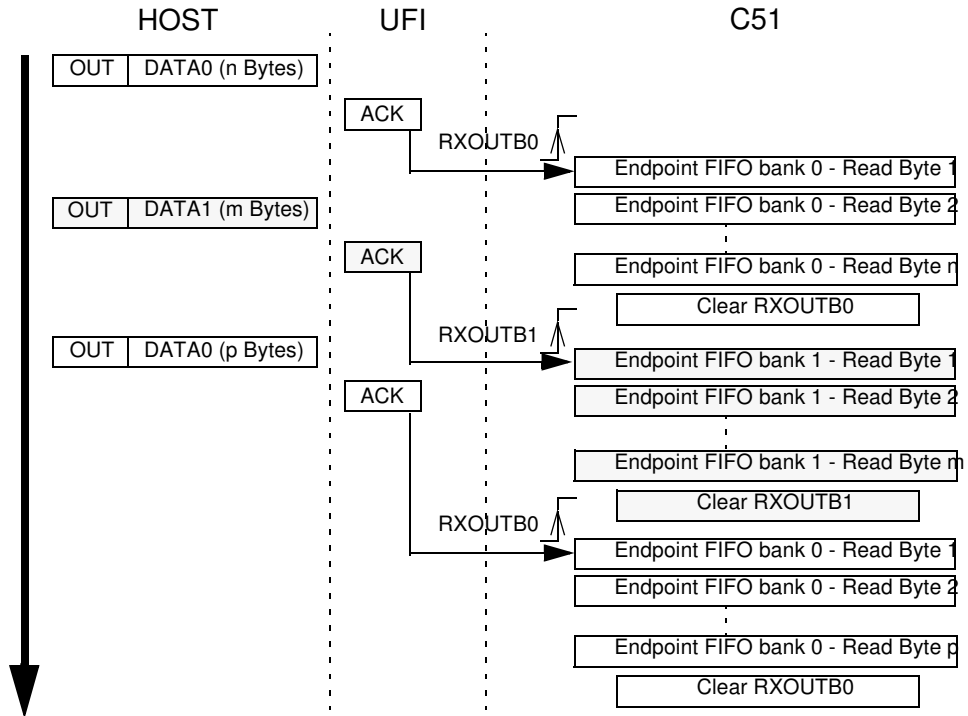 HOST UFI C51
OUT DATA0 (n Bytes)
ACK
RXOUTB0
Endpoint FIFO bank 0 - Read Byte 1
OUT DATA1 (m Bytes)
Endpoint FIFO bank 0 - Read Byte 2
ACK
Endpoint FIFO bank 0 - Read Byte n
Clear RXOUTB0
RXOUTB1
OUT DATA0 (p Bytes)
Endpoint FIFO bank 1 - Read Byte 1
ACK
Endpoint FIFO bank 1 - Read Byte 2
Endpoint FIFO bank 1 - Read Byte m
Clear RXOUTB1
RXOUTB0
Endpoint FIFO bank 0 - Read Byte 1
Endpoint FIFO bank 0 - Read Byte 2
Endpoint FIFO bank 0 - Read Byte p
Clear RXOUTB0